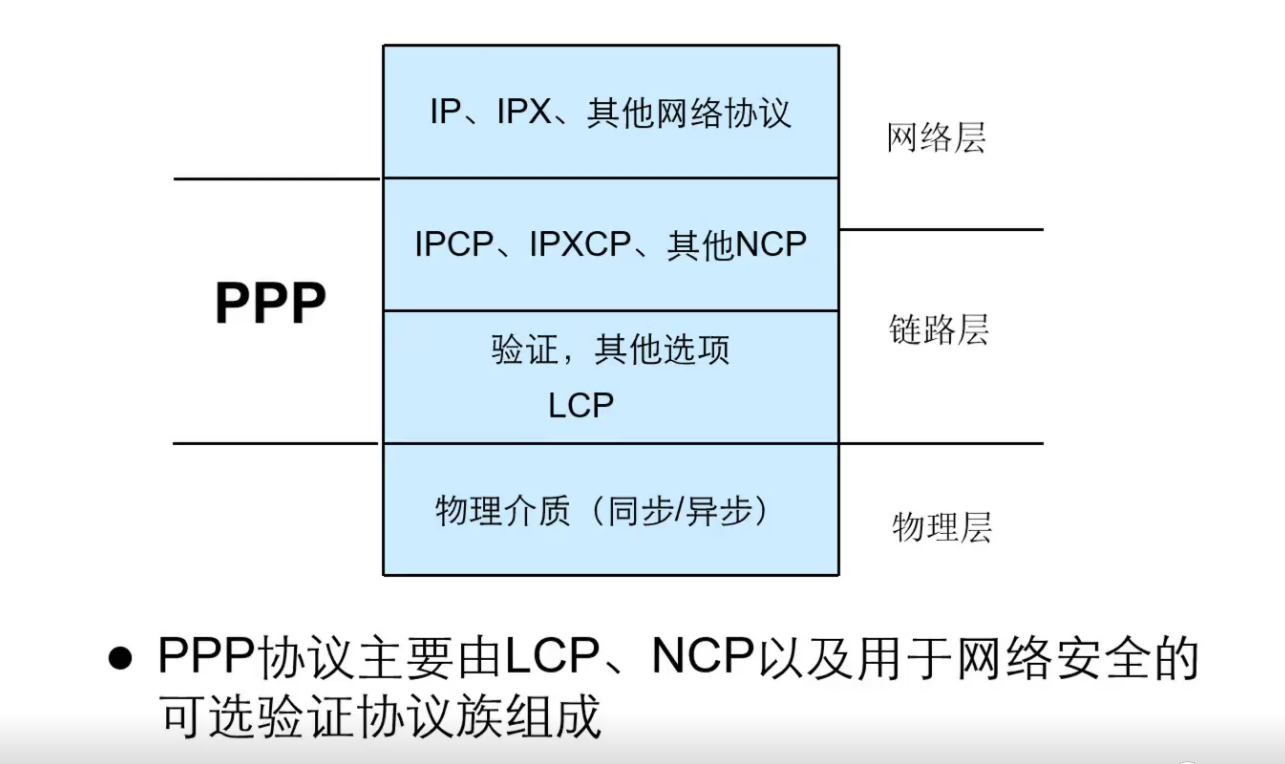 IP、IPX、其他网络协议
网络层
IPCP、IPXCP、其他NCP
PPP
链路层
验证，其他选项
LCP
物理介质（同步/异步）
物理层
● PPP协议主要由LCP、NCP以及用于网络安全的
可选验证协议族组成